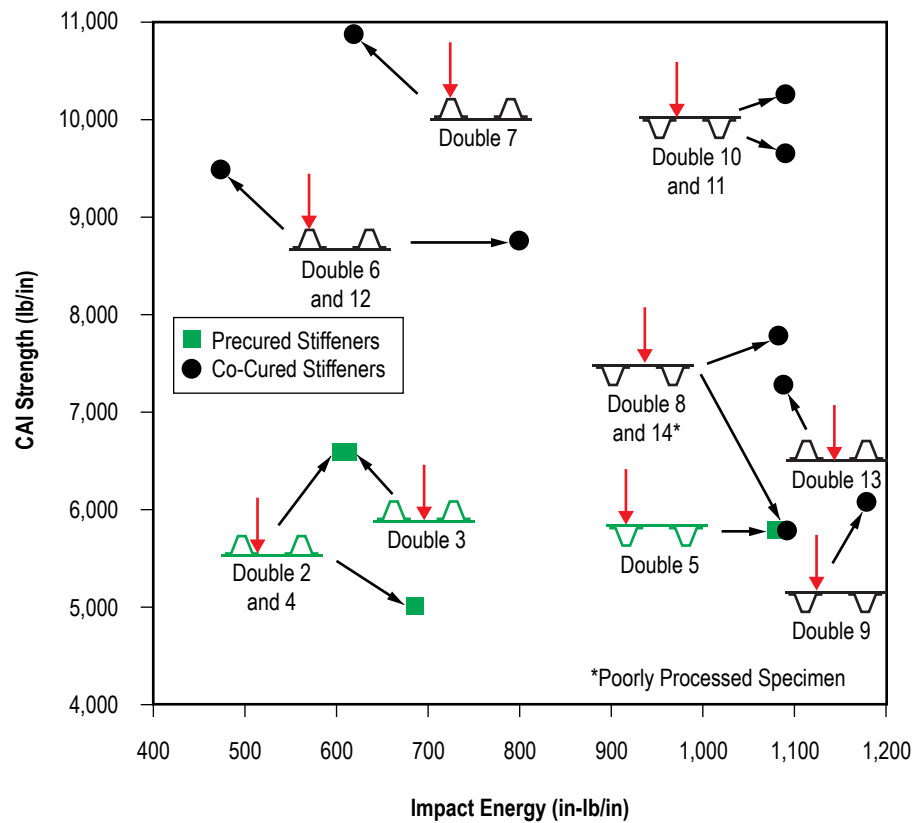 11,000
10,000
9,000
8,000
7,000
6,000
5,000
4,000
CAI Strength (lb/in)
Double 7
Double 10
and 11
Double 6
and 12
Precured Stiffeners
Co-Cured Stiffeners
Double 8
and 14*
Double 13
Double 3
Double 2
and 4
Double 5
Double 9
*Poorly Processed Specimen
400
500
600
700
800
900
1,000
1,100
1,200
Impact Energy (in-lb/in)